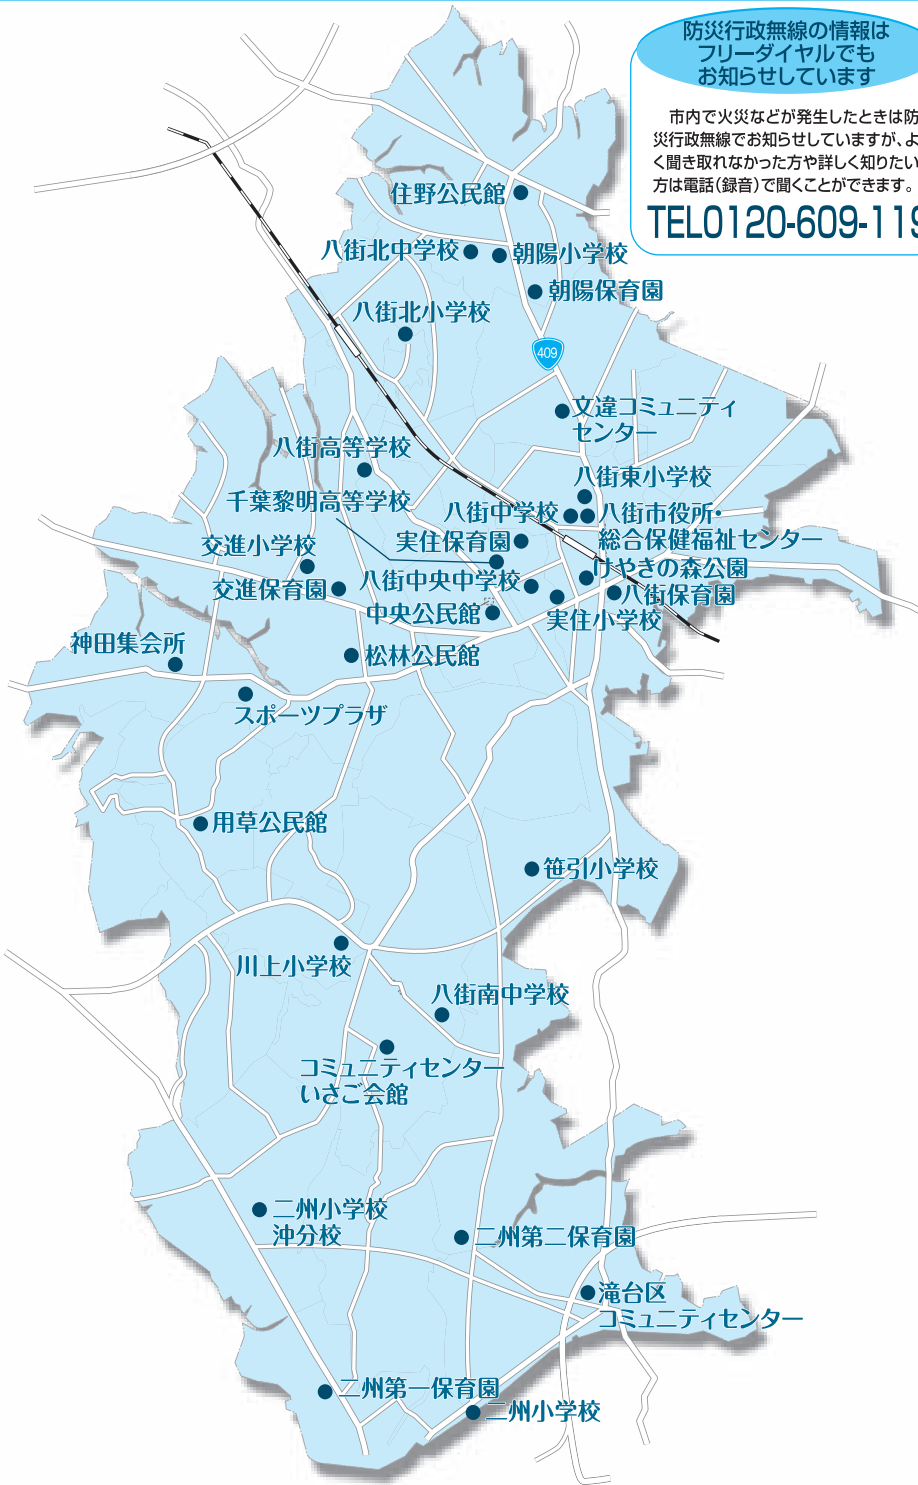 防災行政無線の情報は
フリーダイヤルでも
お知らせしています
市内で火災などが発生したときは防
災行政無線でお知らせしていますが、よ
く聞き取れなかった方や詳しく知りたい
方は電話(録音)で聞くことができます。
TEL0120-609-119
住野公民館
八街北中学校
朝陽小学校
朝陽保育園
八街北小学校
409
文違コミュニティ
センター
八街高等学校
八街東小学校
千葉黎明高等学校
八街中学校
八街市役所・
総合保健福祉センター
交進小学校
実住保育園
けやきの森公園
交進保育園
八街中央中学校
八街保育園
中央公民館
実住小学校
神田集会所
松林公民館
スポーツプラザ
用草公民館
笹引小学校
川上小学校
八街南中学校
コミュニティセンター
いさご会館
二州小学校
沖分校
二州第二保育園
滝台区
コミュニティセンター
二州第一保育園
二州小学校